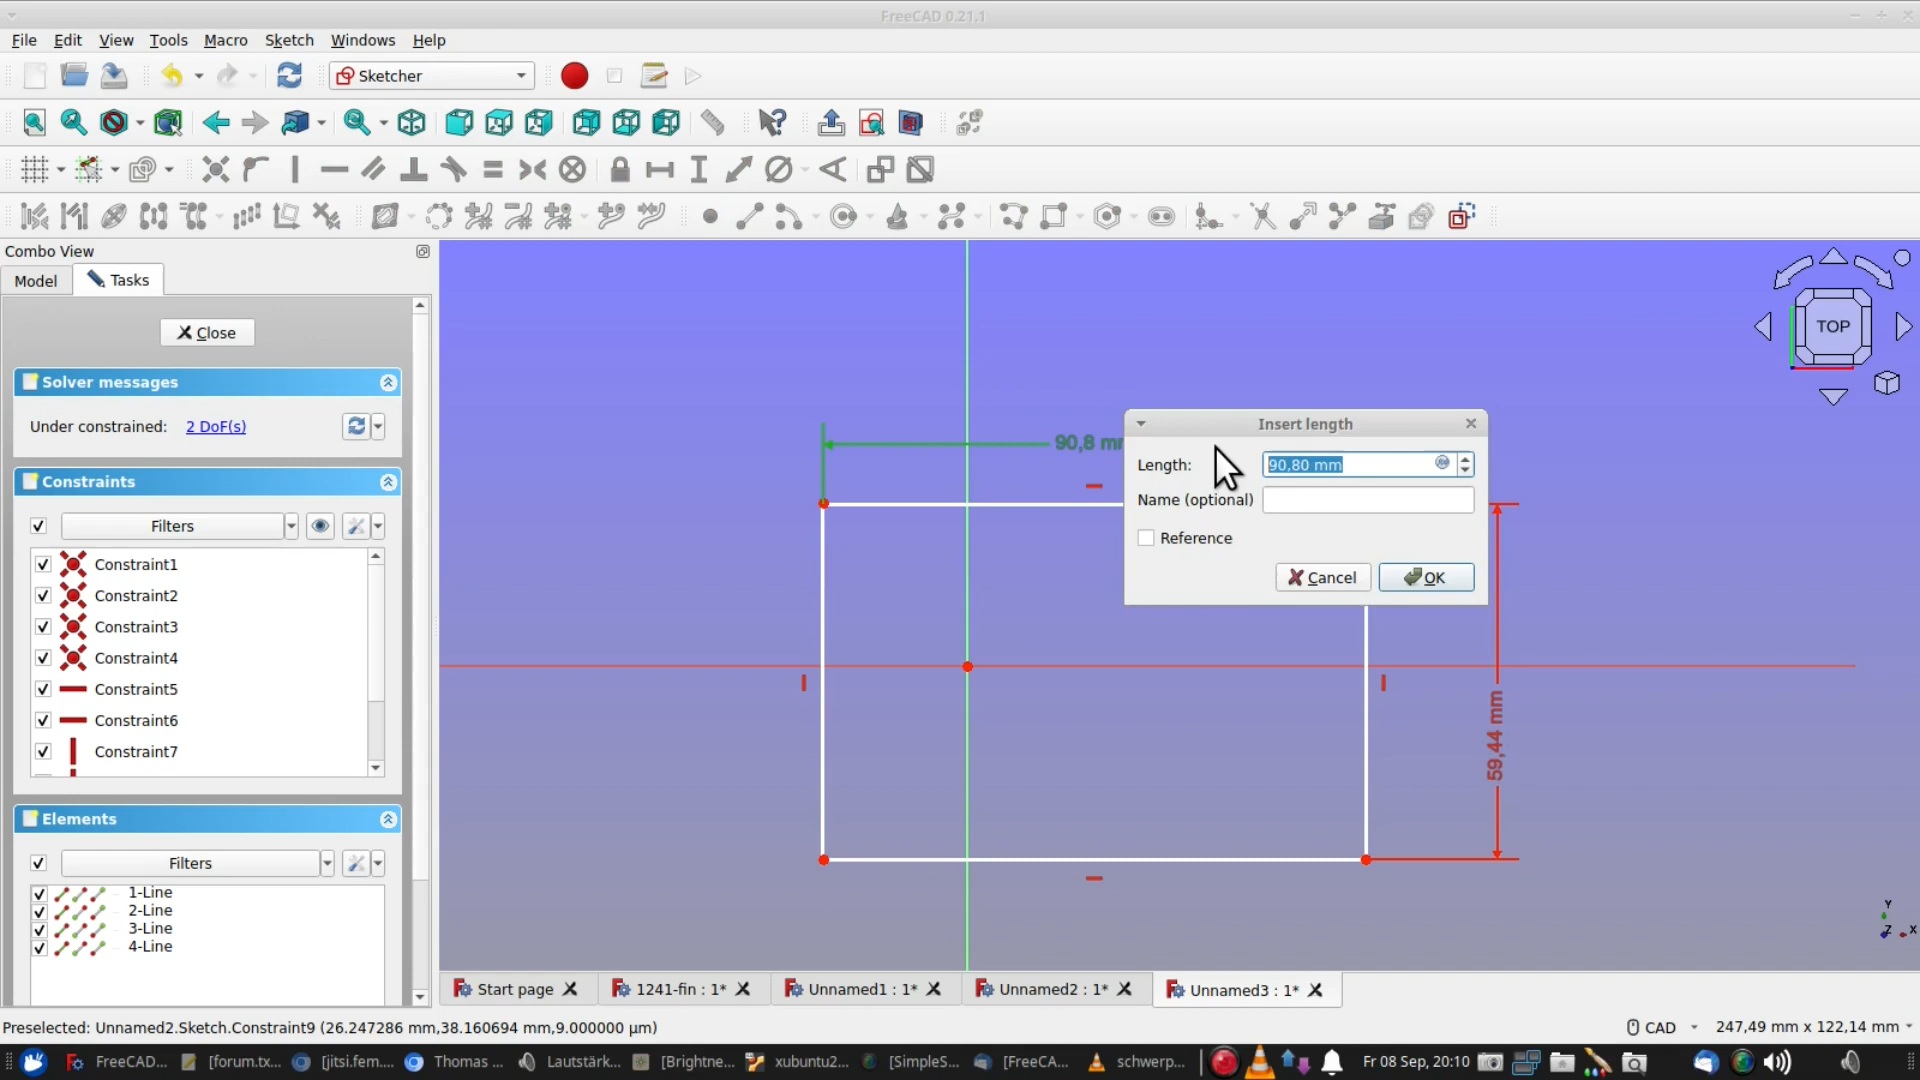 FreeCAD 0.21.1
File Edit View Tools Macro Sketch Windows Help
Sketcher
Combo View
Model Tasks
Close
Solver messages
Under constrained: 2 DoF(s)
Constraints
Filters
Constraint1
Constraint2
Constraint3
Constraint4
Constraint5
Constraint6
Constraint7
Elements
Filters
1-Line
2-Line
3-Line
4-Line
90,8 mm
Insert length
Length: 90,80 mm
Name (optional)
Reference
Cancel OK
59,44 mm
TOP
Y
Z X
Start page 1241-fin : 1* Unnamed1 : 1* Unnamed2 : 1* Unnamed3 : 1*
Preselected: Unnamed2.Sketch.Constraint9 (26.247286 mm,38.160694 mm,9.000000 µm)
CAD 247,49 mm x 122,14 mm
FreeCAD... [forum.tx... [jitsi.fem.... Thomas ... Lautstärk... [Brightne... xubuntu2... [SimpleS... [FreeCA... schwerp... Fr 08 Sep, 20:10